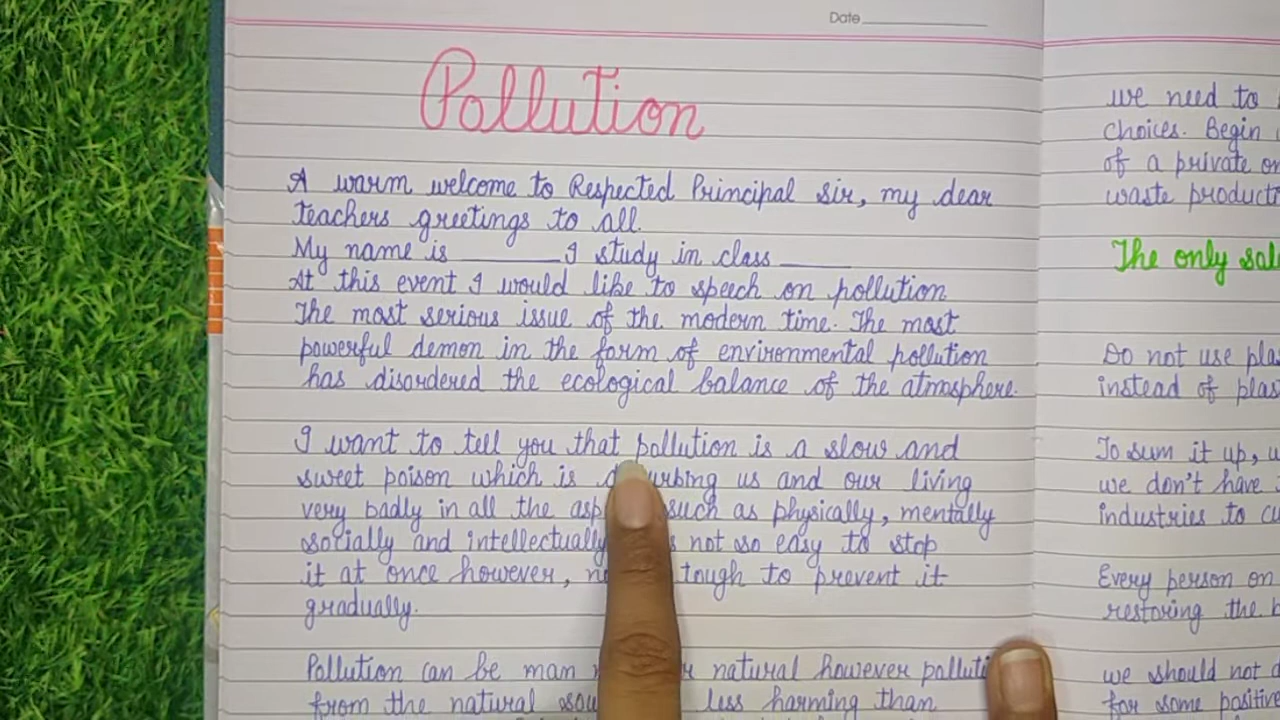 Date
Pollution
A warm welcome to Respected Principal sir, my dear
teachers greetings to all.
My name is ________ I study in class ______
At this event I would like to speech on pollution
The most serious issue of the modern time. The most
powerful demon in the form of environmental pollution
has disordered the ecological balance of the atmosphere.
I want to tell you that pollution is a slow and
sweet poison which is us and our living
very badly in all the such as physically, mentally
socially and intellectually not so easy to stop
it at once however, tough to prevent it
gradually.
Pollution can be man natural however
from the natural less harming than
we need to
choices. Begin
of a private
waste
The only
Do not use
instead of
To sum it up,
we don't have
industries to
Every person on
restoring the
we should not
for some